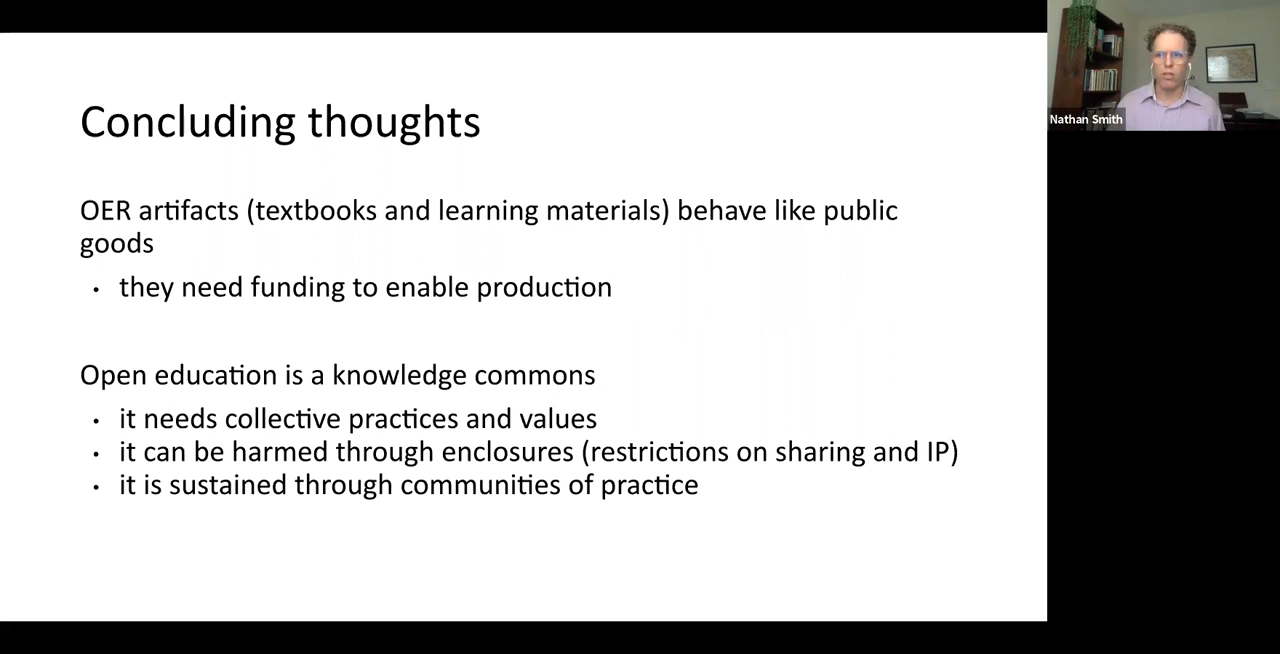 Concluding thoughts
OER artifacts (textbooks and learning materials) behave like public
goods
• they need funding to enable production
Open education is a knowledge commons
• it needs collective practices and values
• it can be harmed through enclosures (restrictions on sharing and IP)
• it is sustained through communities of practice
Nathan Smith